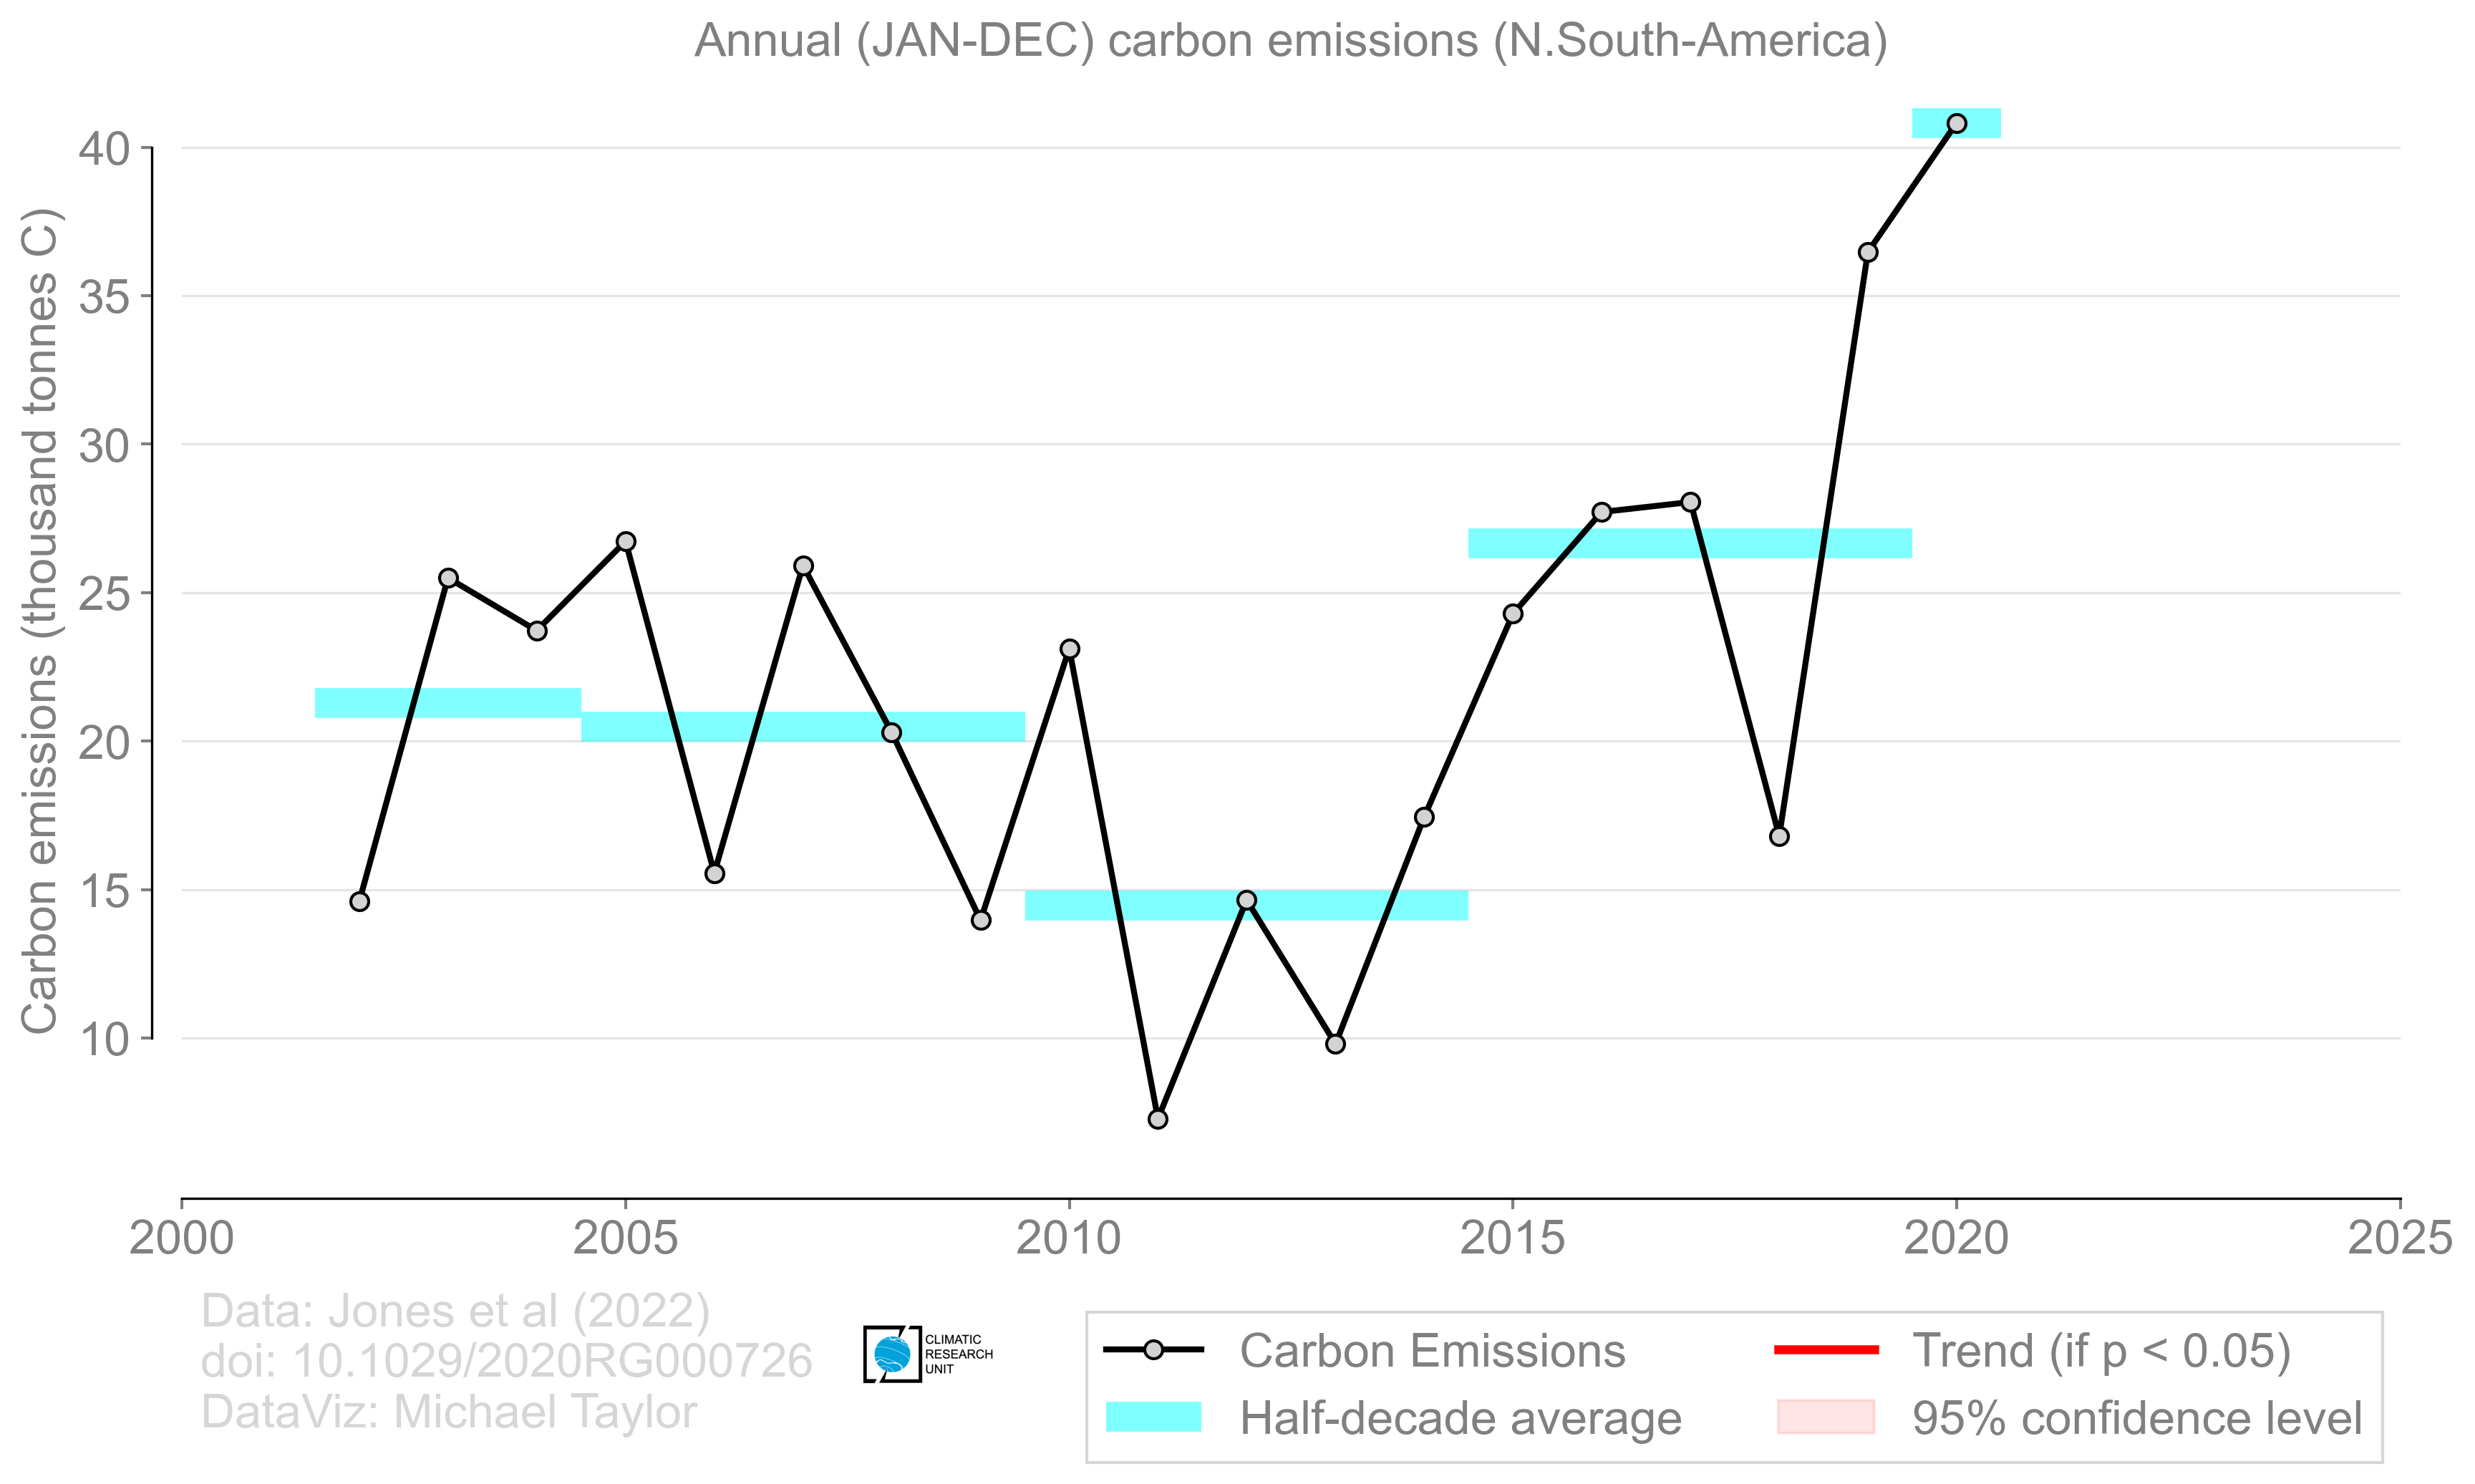 Annual (JAN-DEC) carbon emissions (N.South-America)
Carbon emissions (thousand tonnes C)
40
35
30
25
20
15
10
2000 2005 2010 2015 2020 2025
Data: Jones et al (2022)
doi: 10.1029/2020RG000726
DataViz: Michael Taylor
CLIMATIC
RESEARCH
UNIT
Carbon Emissions
Half-decade average
Trend (if p < 0.05)
95% confidence level